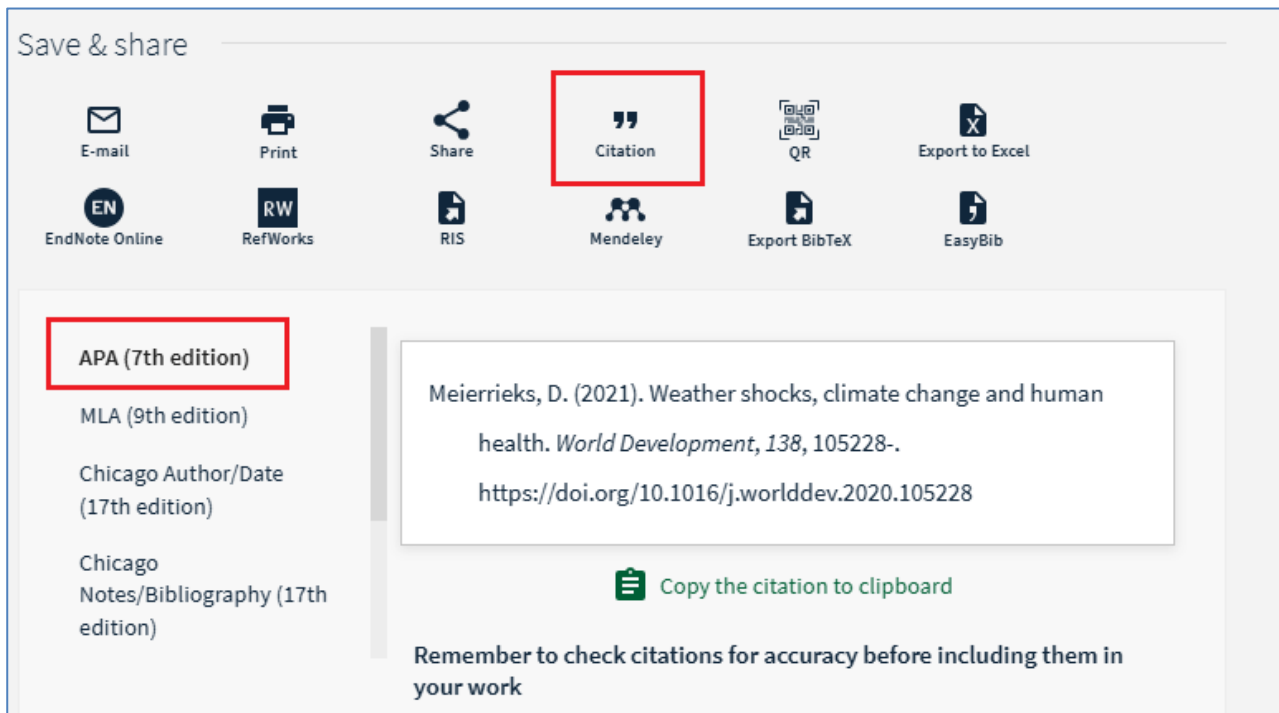 Save & share
E-mail
Print
Share
Citation
QR
Export to Excel
EN
RW
X
EndNote Online
RefWorks
RIS
Mendeley
Export BibTeX
EasyBib
APA (7th edition)
MLA (9th edition)
Chicago Author/Date
(17th edition)
Chicago
Notes/Bibliography (17th
edition)
Meierrieks, D. (2021). Weather shocks, climate change and human
health. World Development, 138, 105228-.
https://doi.org/10.1016/j.worlddev.2020.105228
Copy the citation to clipboard
Remember to check citations for accuracy before including them in
your work